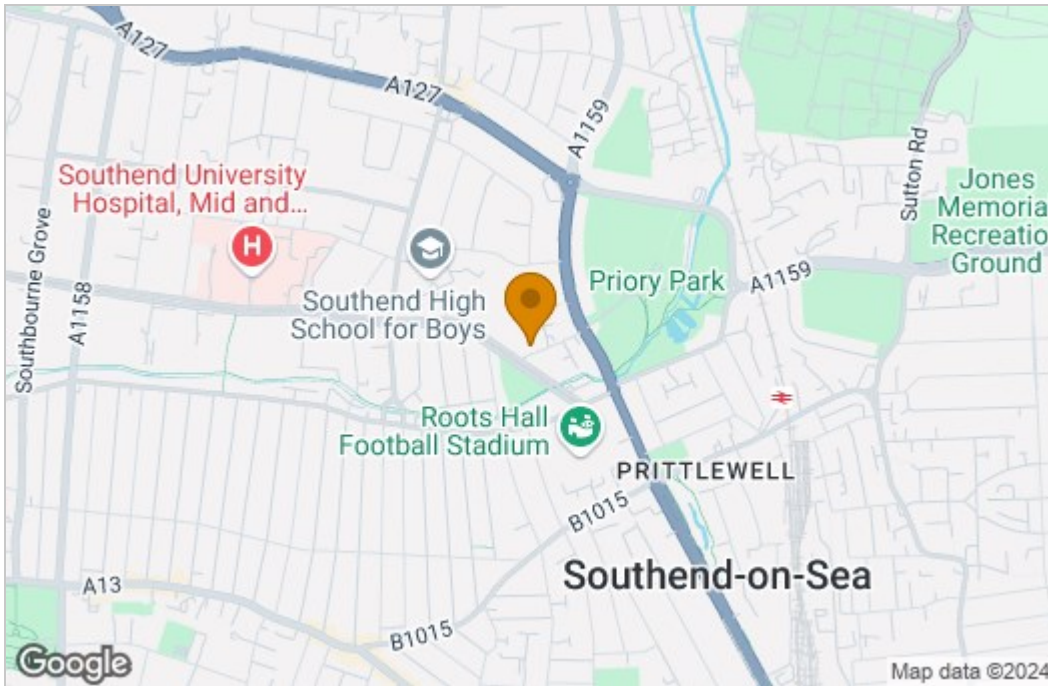 A127
A127
A1159
Southend University
Hospital, Mid and...
H
Sutton Rd
Jones
Memoria
Recreatio
Ground
Southbourne Grove
A1158
Southend High
School for Boys
Priory Park
A1159
Roots Hall
Football Stadium
PRITTLEWELL
B1015
Southend-on-Sea
A13
B1015
Google
Map data ©2024